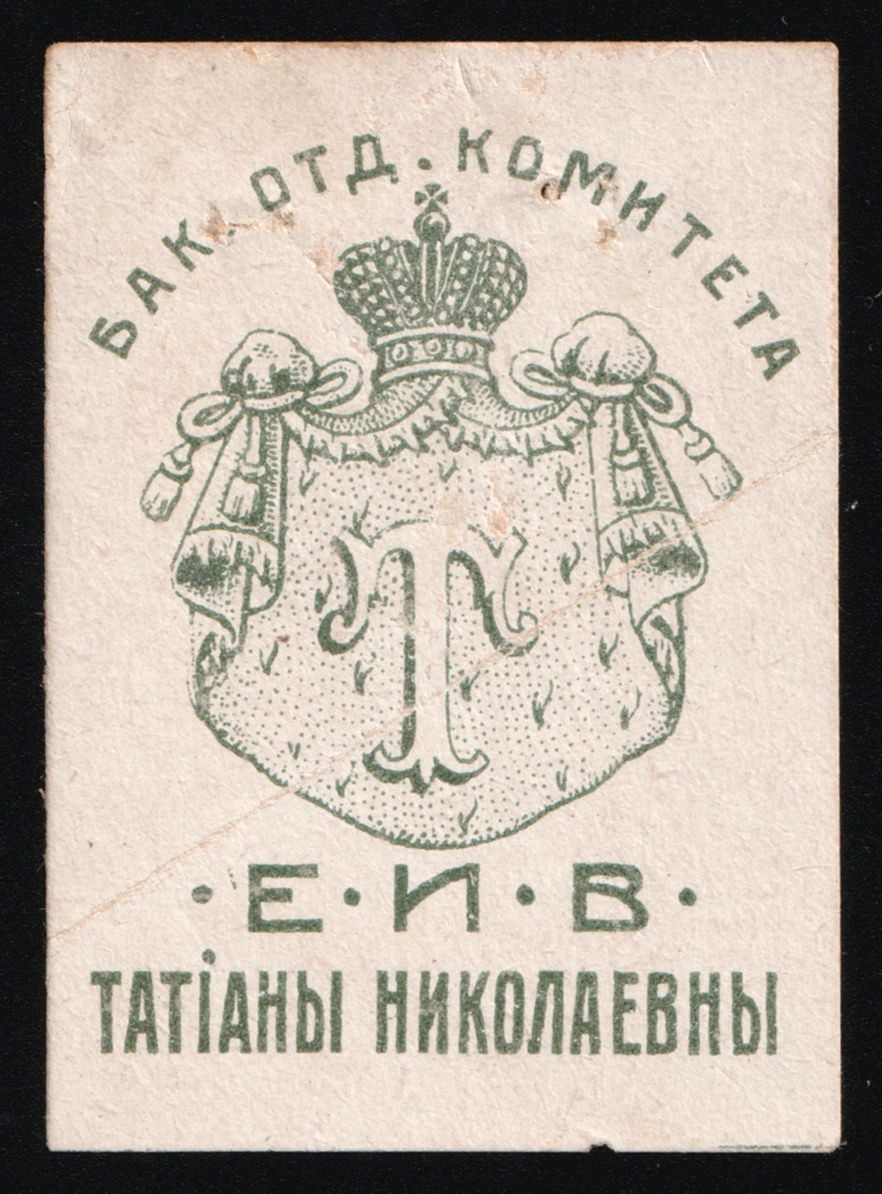 БАК. ОТД. КОМИТЕТА
Т
·Е·И·В·
ТАТІАНЫ НИКОЛАЕВНЫ